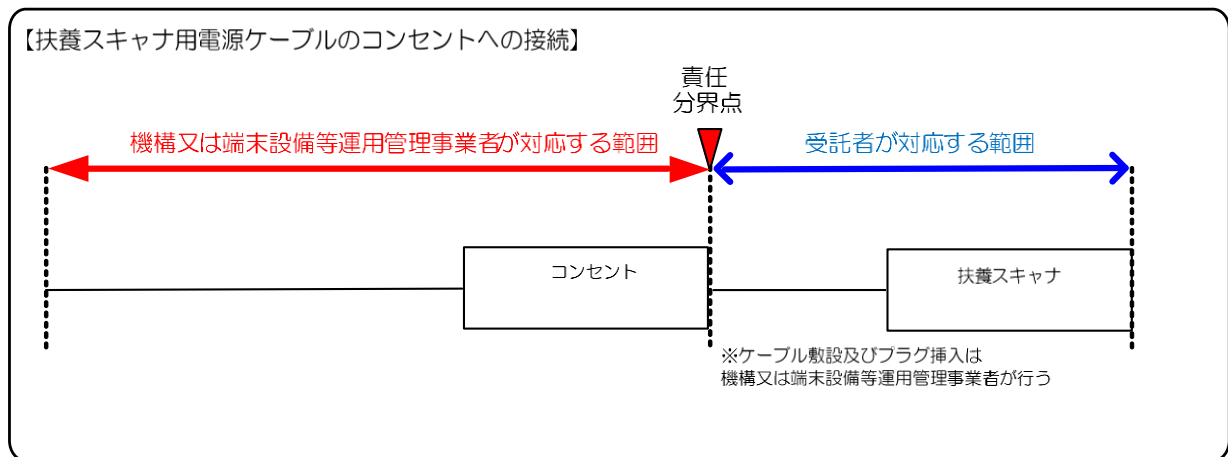 【扶養スキャナ用電源ケーブルのコンセントへの接続】
責任
分界点
機構又は端末設備等運用管理事業者が対応する範囲
受託者が対応する範囲
コンセント
扶養スキャナ
※ケーブル敷設及びプラグ挿入は
機構又は端末設備等運用管理事業者が行う